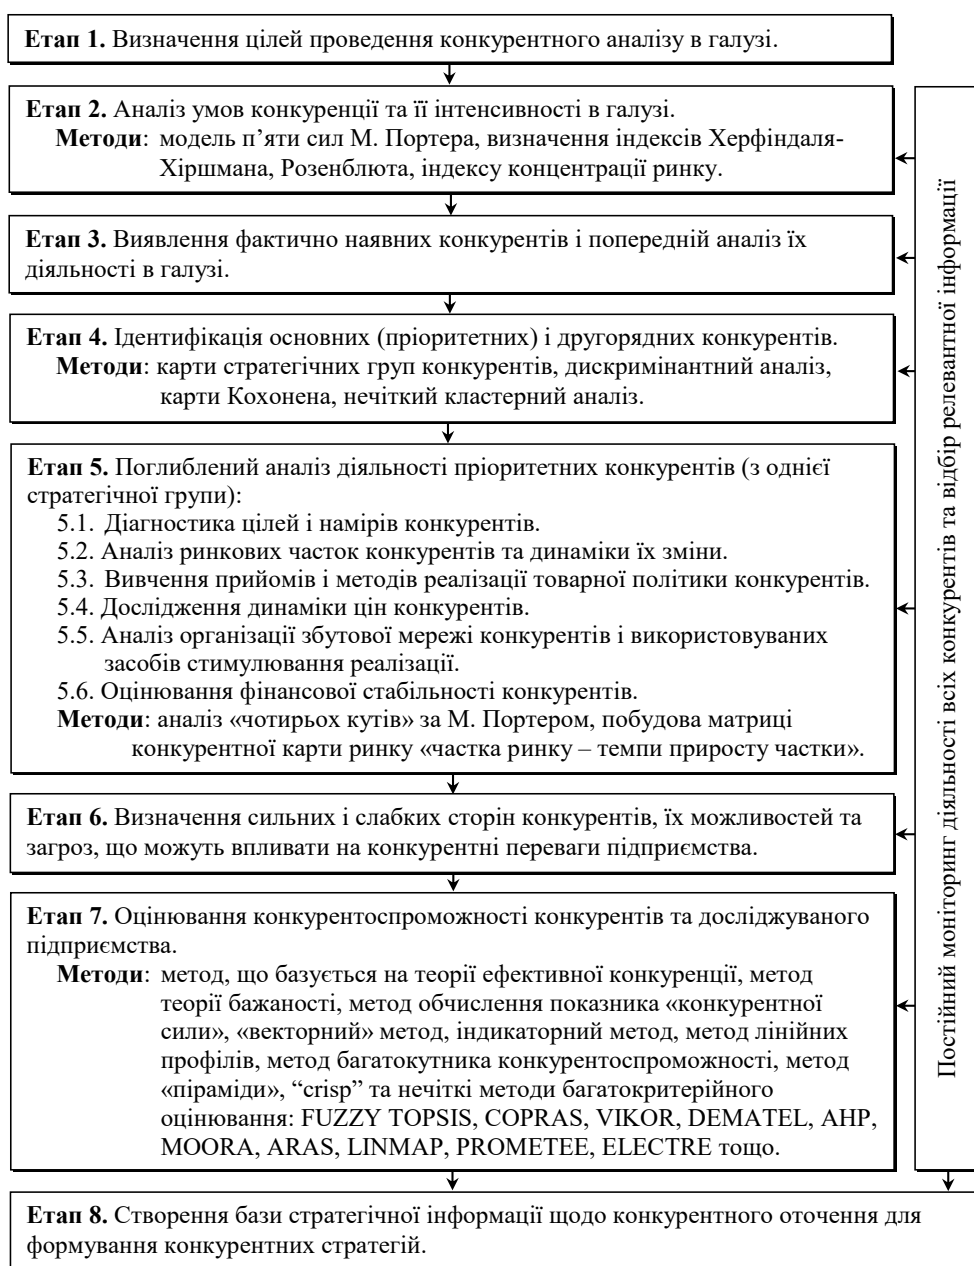 Етап 1. Визначення цілей проведення конкурентного аналізу в галузі.
Етап 2. Аналіз умов конкуренції та її інтенсивності в галузі.
Методи: модель п’яти сил М. Портера, визначення індексів Херфіндаля-
Хіршмана, Розенблюта, індексу концентрації ринку.
Етап 3. Виявлення фактично наявних конкурентів і попередній аналіз їх
діяльності в галузі.
Етап 4. Ідентифікація основних (пріоритетних) і другорядних конкурентів.
Методи: карти стратегічних груп конкурентів, дискримінантний аналіз,
карти Кохонена, нечіткий кластерний аналіз.
Етап 5. Поглиблений аналіз діяльності пріоритетних конкурентів (з однієї
стратегічної групи):
5.1. Діагностика цілей і намірів конкурентів.
5.2. Аналіз ринкових часток конкурентів та динаміки їх зміни.
5.3. Вивчення прийомів і методів реалізації товарної політики конкурентів.
5.4. Дослідження динаміки цін конкурентів.
5.5. Аналіз організації збутової мережі конкурентів і використовуваних
засобів стимулювання реалізації.
5.6. Оцінювання фінансової стабільності конкурентів.
Методи: аналіз «чотирьох кутів» за М. Портером, побудова матриці
конкурентної карти ринку «частка ринку – темпи приросту частки».
Етап 6. Визначення сильних і слабких сторін конкурентів, їх можливостей та
загроз, що можуть впливати на конкурентні переваги підприємства.
Етап 7. Оцінювання конкурентоспроможності конкурентів та досліджуваного
підприємства.
Методи: метод, що базується на теорії ефективної конкуренції, метод
теорії бажаності, метод обчислення показника «конкурентної
сили», «векторний» метод, індикаторний метод, метод лінійних
профілів, метод багатокутника конкурентоспроможності, метод
«піраміди», “crisp” та нечіткі методи багатокритерійного
оцінювання: FUZZY TOPSIS, COPRAS, VIKOR, DEMATEL, AHP,
MOORA, ARAS, LINMAP, PROMETEE, ELECTRE тощо.
Постійний моніторинг діяльності всіх конкурентів та відбір релевантної інформації
Етап 8. Створення бази стратегічної інформації щодо конкурентного оточення для
формування конкурентних стратегій.